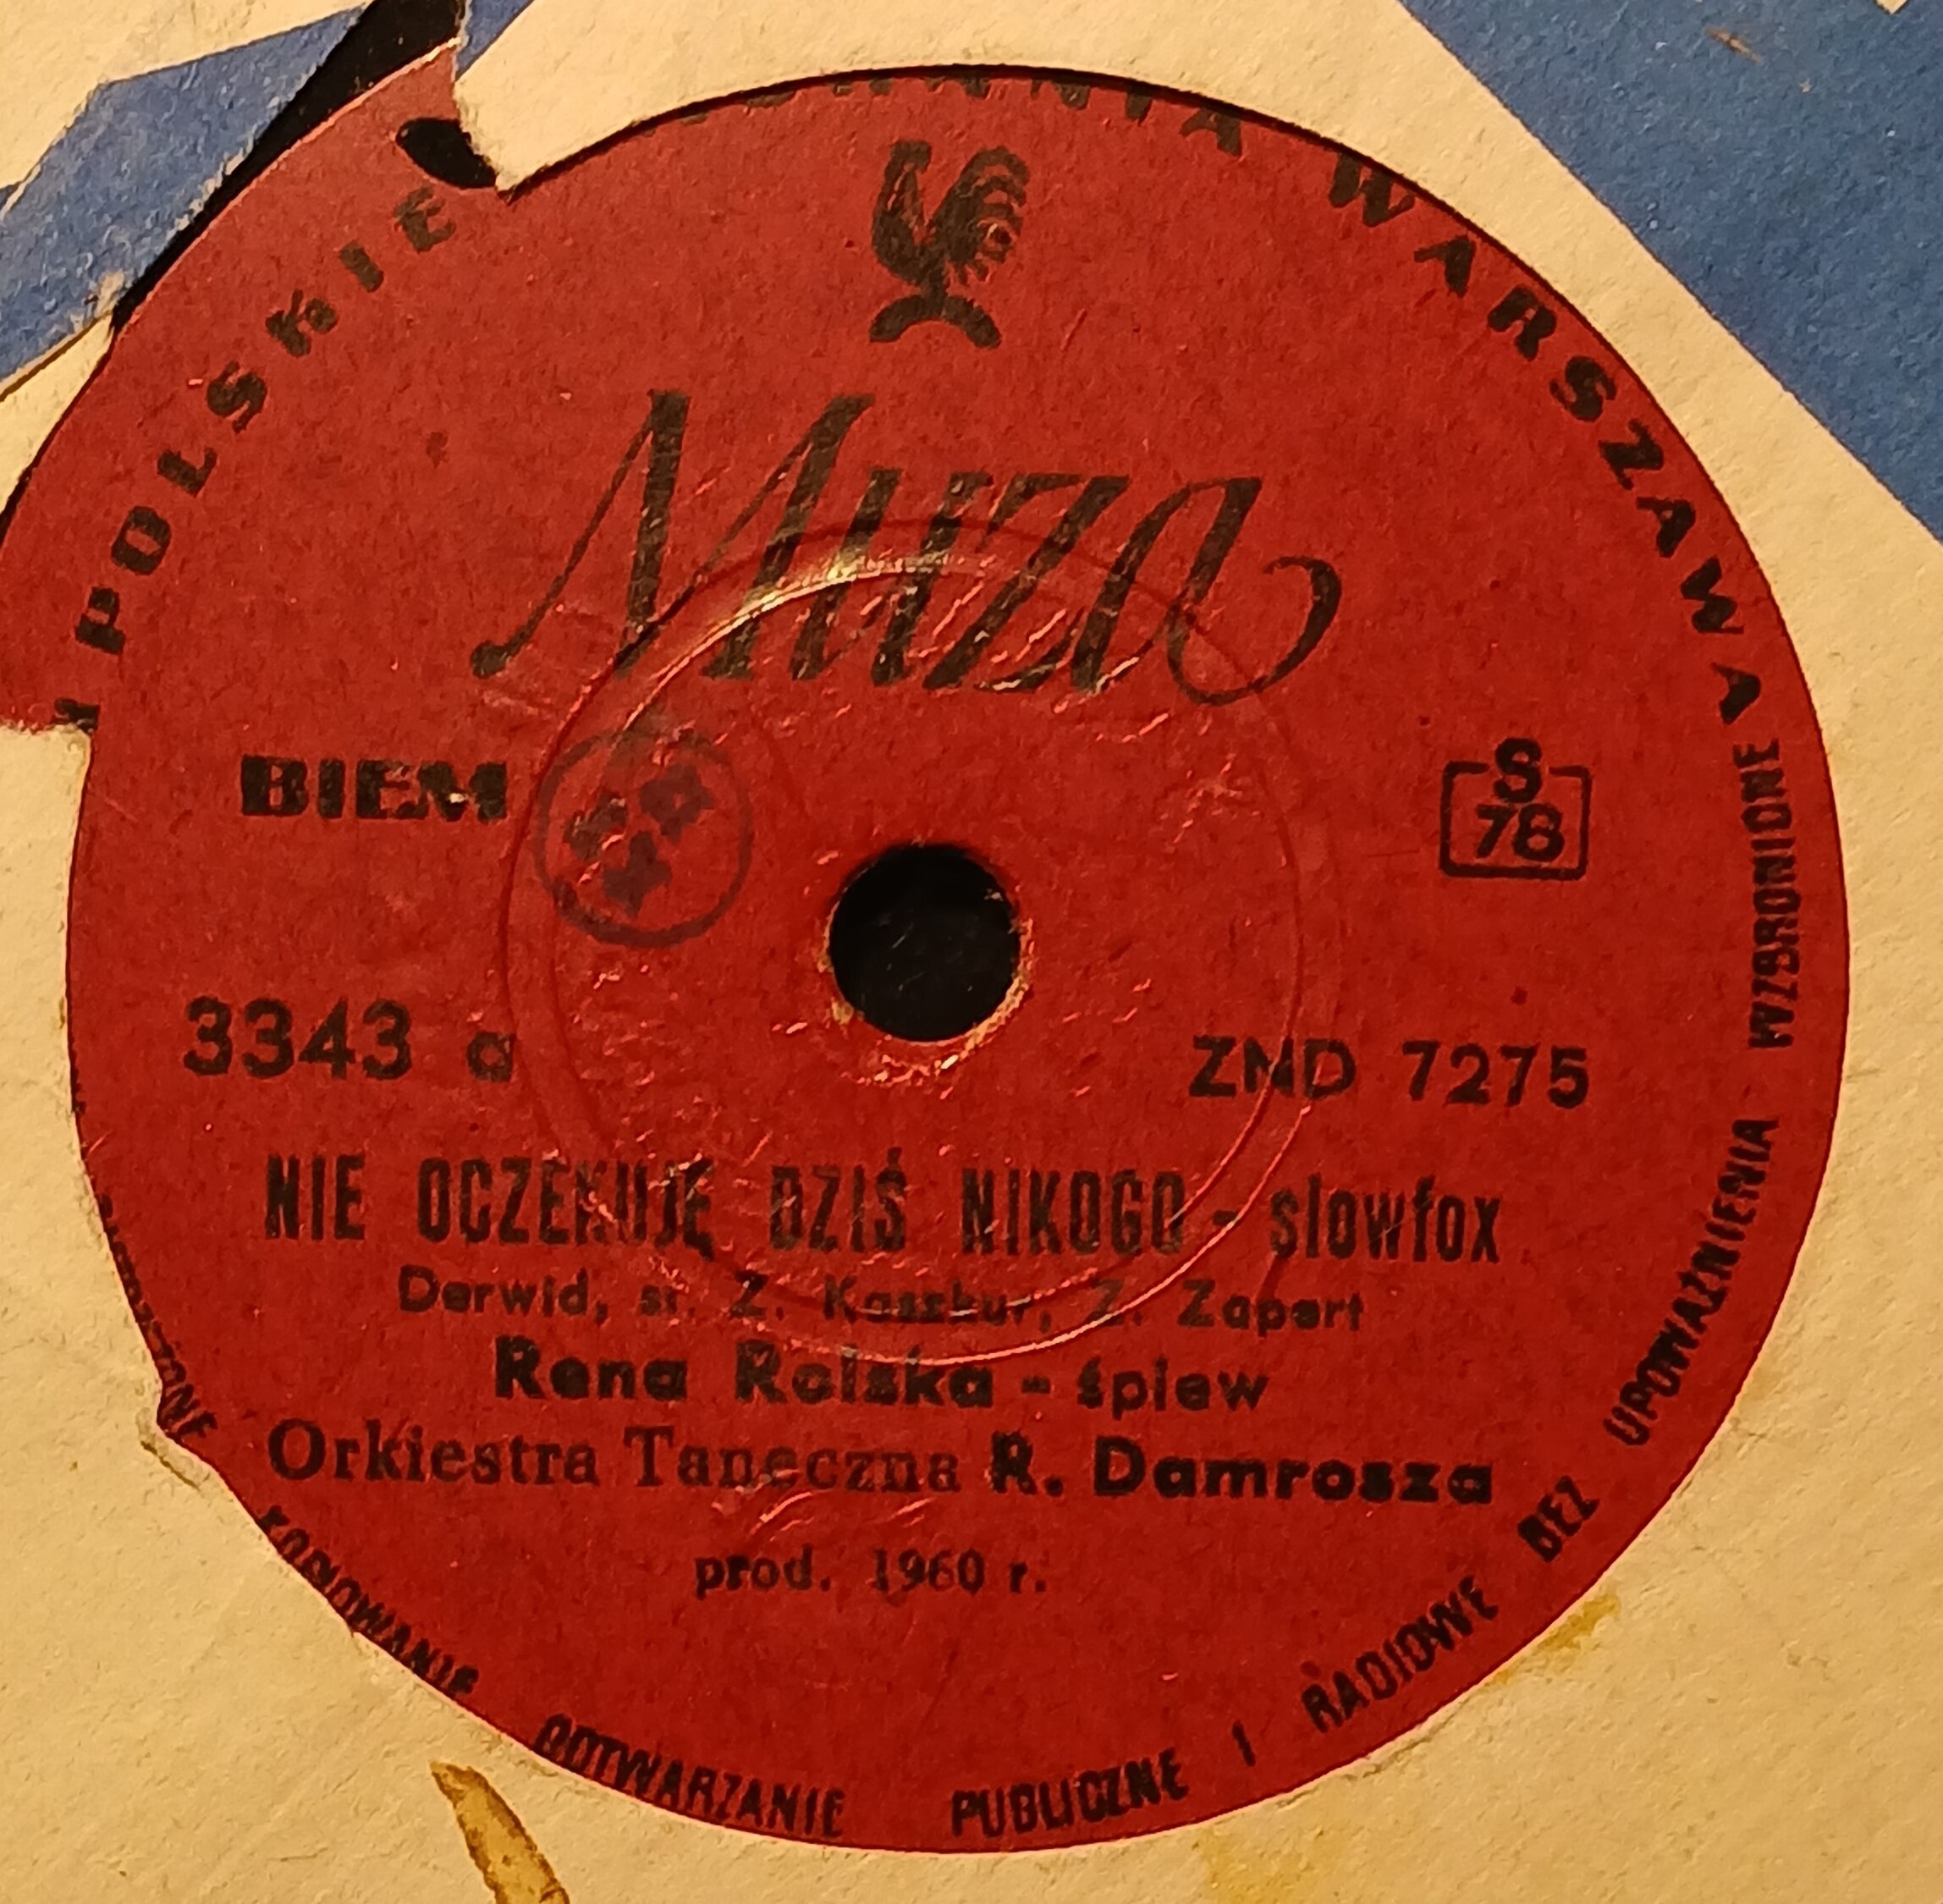 POLSKIE WARSZAWA
Muza
BIEM
S
78
3343 a
ZND 7275
NIE OCZEKUJĘ DZIŚ NIKOGO - slowfox
Derwid, sł. Z. Kaszkur, Z. Zapert
Rena Rolska - śpiew
Orkiestra Taneczna R. Damrosza
prod. 1960 r.
KOPIOWANIE ODTWARZANIE PUBLICZNE I RADIOWE BEZ UPOWAŻNIENIA WZBRONIONE